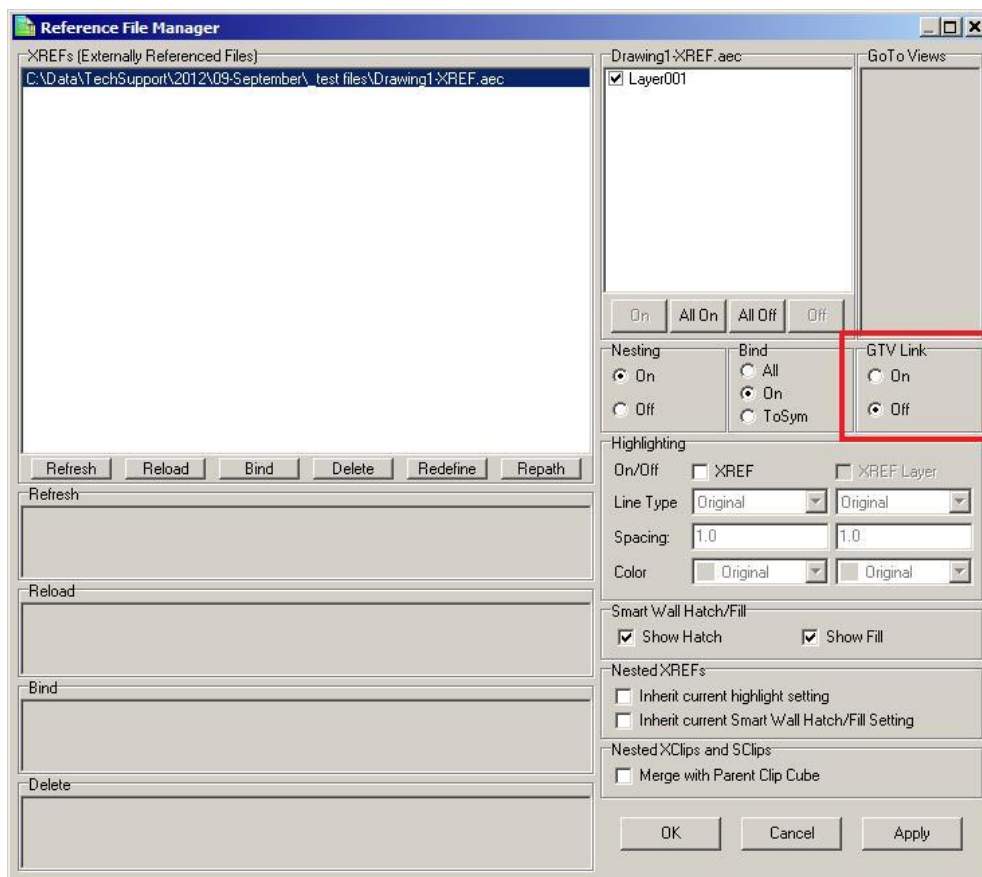 Reference File Manager
XREFs (Externally Referenced Files)
C:\Data\TechSupport\2012\09-September\_test files\Drawing1-XREF.aec
Refresh Reload Bind Delete Redefine Repath
Refresh
Reload
Bind
Delete
Drawing1-XREF.aec
Layer001
On All On All Off Off
GoTo Views
Nesting
On
Off
Bind
All
On
ToSym
GTV Link
On
Off
Highlighting
On/Off XREF XREF Layer
Line Type Original Original
Spacing: 1.0 1.0
Color Original Original
Smart Wall Hatch/Fill
Show Hatch Show Fill
Nested XREFs
Inherit current highlight setting
Inherit current Smart Wall Hatch/Fill Setting
Nested XClips and SClips
Merge with Parent Clip Cube
OK Cancel Apply